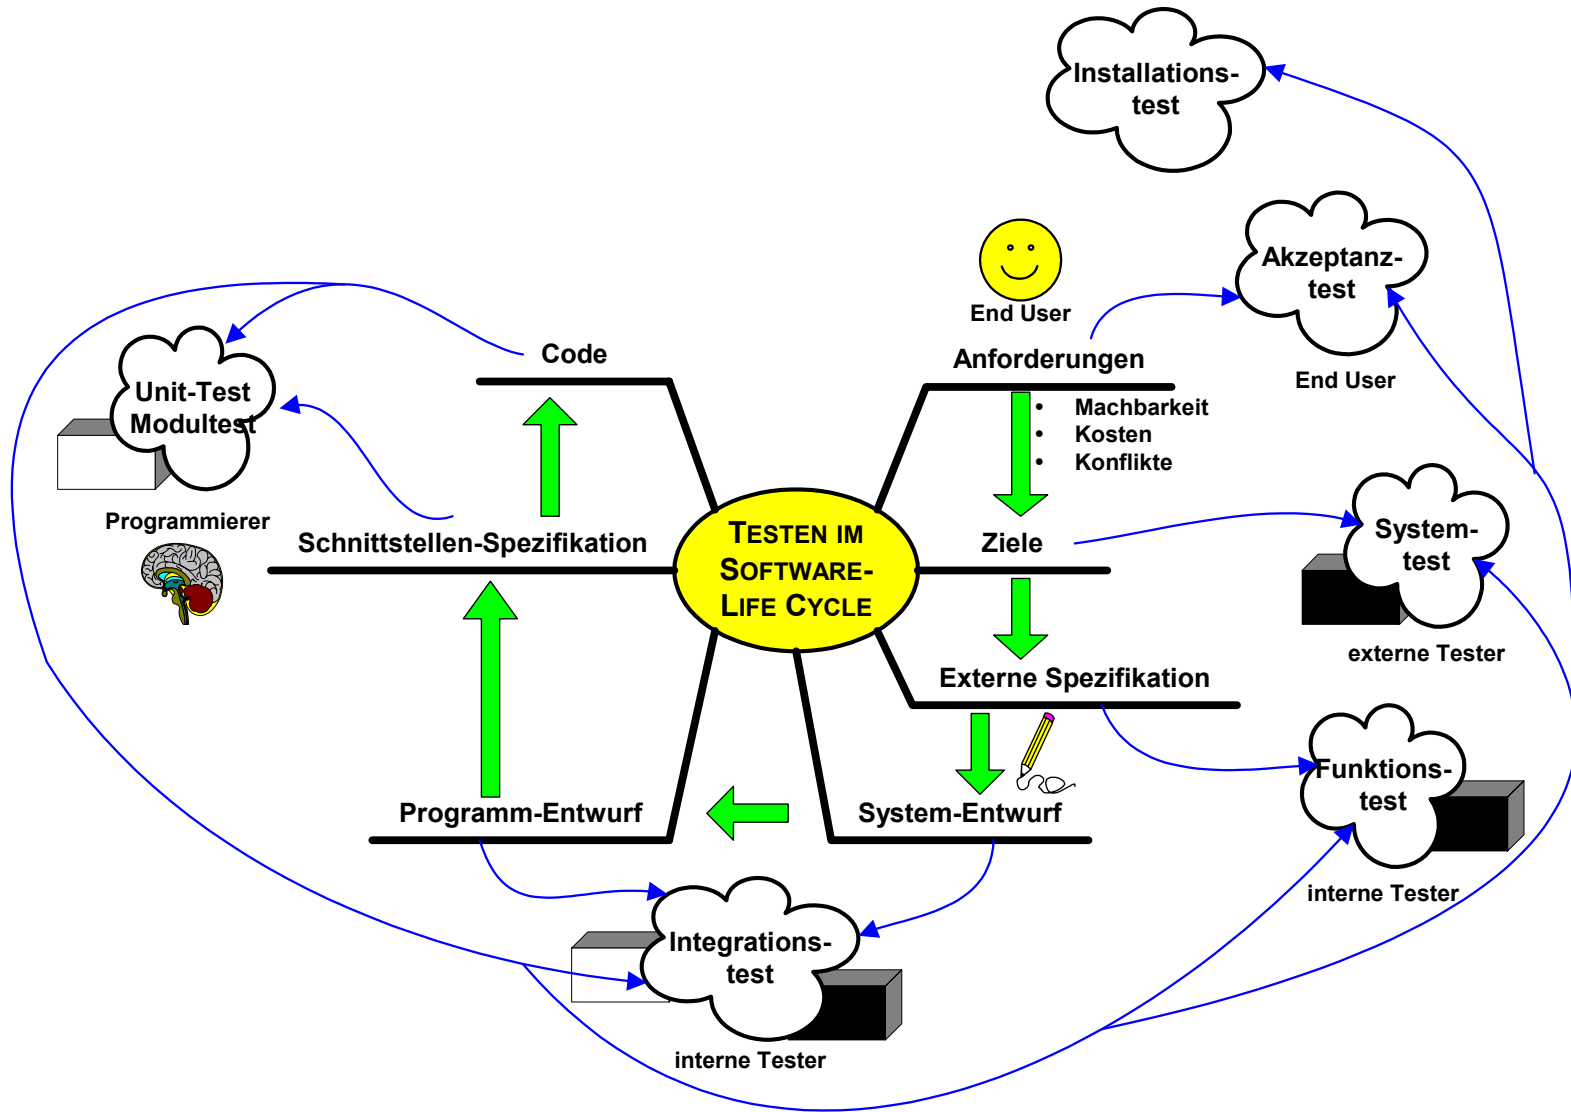 Installations-
test
Akzeptanz-
test
End User
End User
Anforderungen
• Machbarkeit
• Kosten
• Konflikte
Code
Unit-Test
Modultest
Programmierer
Schnittstellen-Spezifikation
TESTEN IM
SOFTWARE-
LIFE CYCLE
Ziele
System-
test
externe Tester
Externe Spezifikation
Funktions-
test
interne Tester
Programm-Entwurf
System-Entwurf
Integrations-
test
interne Tester